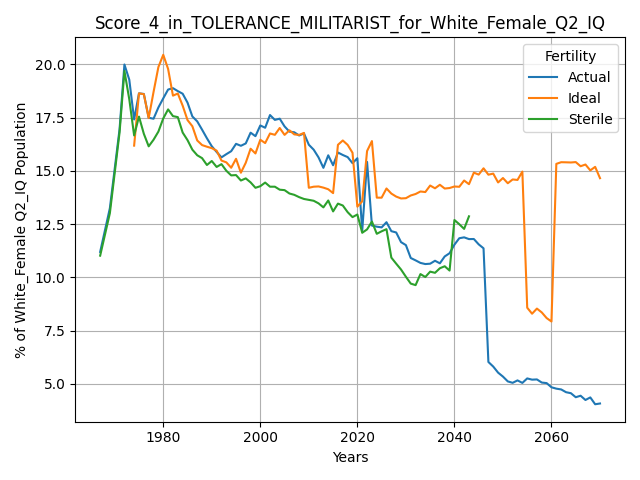 Score_4_in_TOLERANCE_MILITARIST_for_White_Female_Q2_IQ
Fertility
Actual
Ideal
Sterile
% of White_Female Q2_IQ Population
20.0
17.5
15.0
12.5
10.0
7.5
5.0
1980
2000
2020
2040
2060
Years